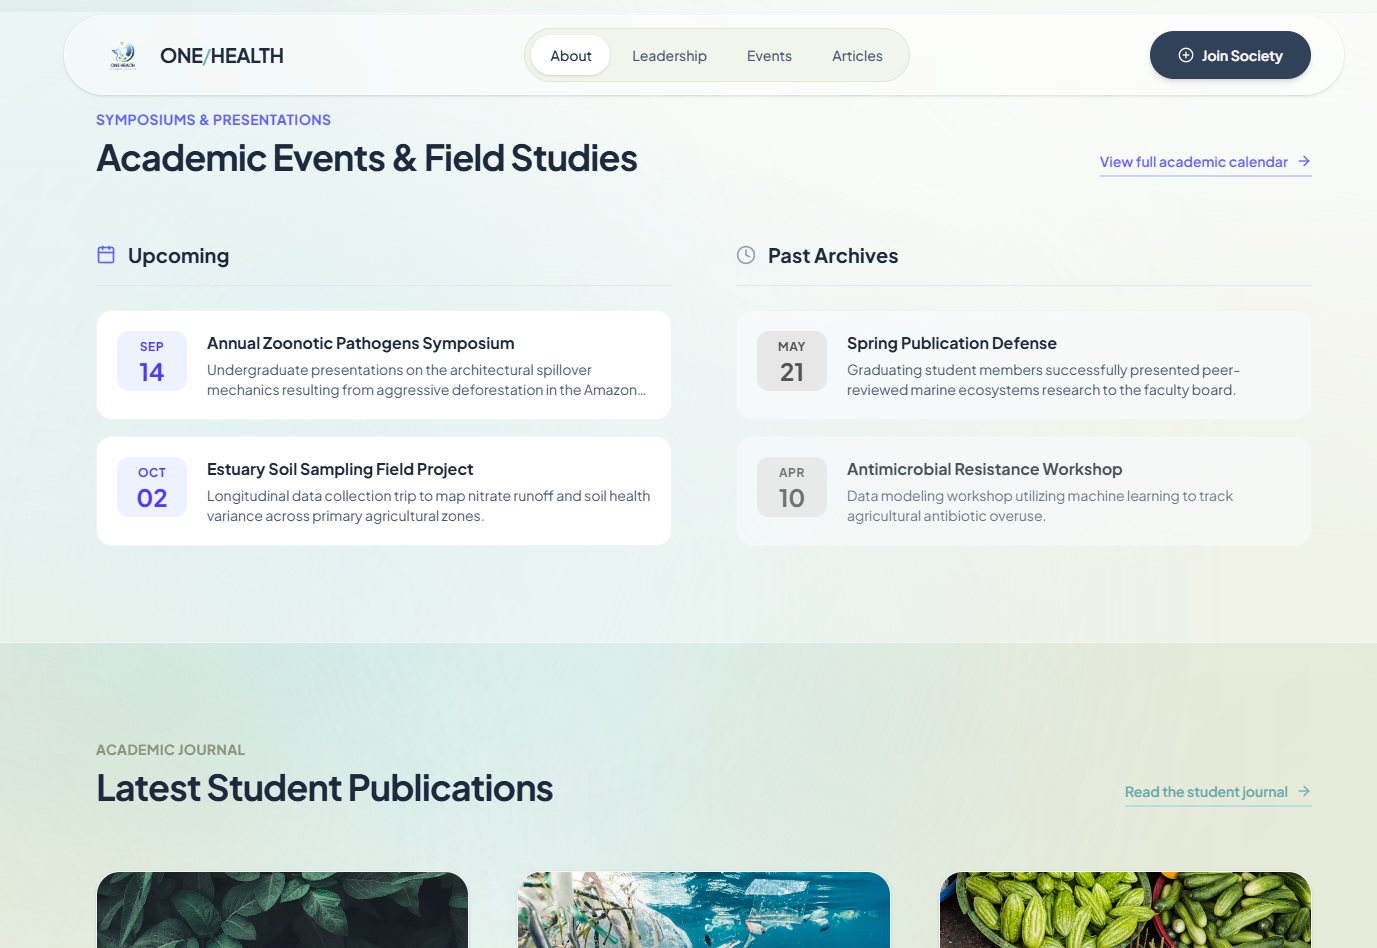 ONE HEALTH
ONE/HEALTH
About
Leadership
Events
Articles
Join Society
SYMPOSIUMS & PRESENTATIONS
Academic Events & Field Studies
View full academic calendar
Upcoming
SEP
14
Annual Zoonotic Pathogens Symposium
Undergraduate presentations on the architectural spillover
mechanics resulting from aggressive deforestation in the Amazon…
OCT
02
Estuary Soil Sampling Field Project
Longitudinal data collection trip to map nitrate runoff and soil health
variance across primary agricultural zones.
Past Archives
MAY
21
Spring Publication Defense
Graduating student members successfully presented peer-
reviewed marine ecosystems research to the faculty board.
APR
10
Antimicrobial Resistance Workshop
Data modeling workshop utilizing machine learning to track
agricultural antibiotic overuse.
ACADEMIC JOURNAL
Latest Student Publications
Read the student journal